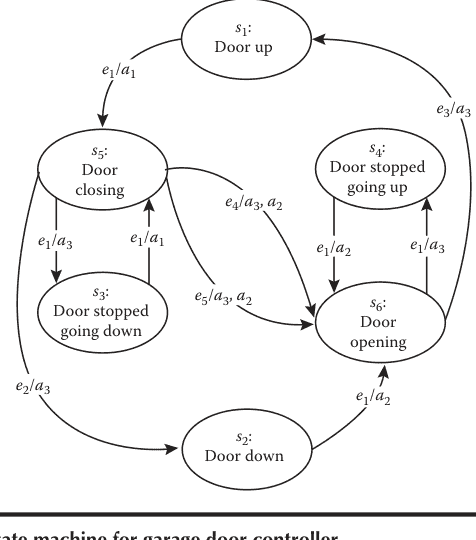 s₁:
Door up
e₁/a₁
e₃/a₃
s₅:
Door
closing
s₄:
Door stopped
going up
e₄/a₃, a₂
e₁/a₃
e₁/a₁
e₁/a₂
e₁/a₃
s₃:
Door stopped
going down
e₅/a₃, a₂
s₆:
Door
opening
e₂/a₃
e₁/a₂
s₂:
Door down
ate machine for garage door controller